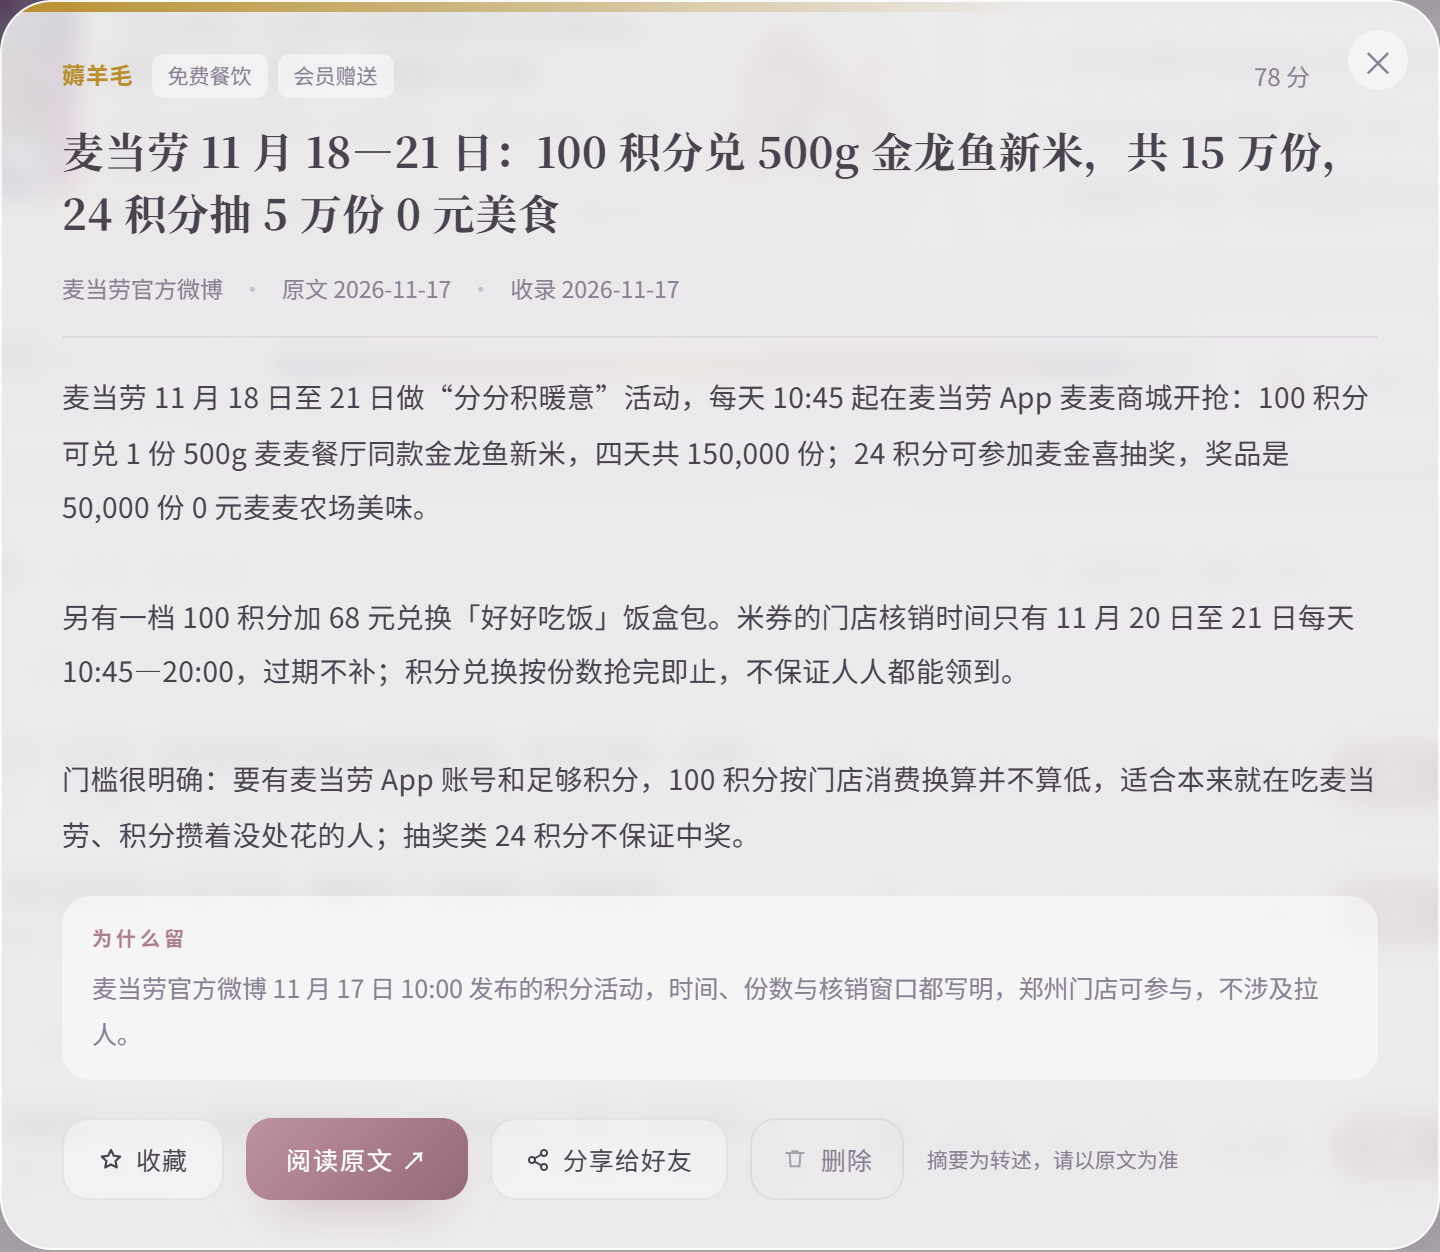 薅羊毛 免费餐饮 会员赠送 78 分
麦当劳 11 月 18—21 日：100 积分兑 500g 金龙鱼新米，共 15 万份，
24 积分抽 5 万份 0 元美食
麦当劳官方微博 • 原文 2026-11-17 • 收录 2026-11-17
麦当劳 11 月 18 日至 21 日做“分分积暖意”活动，每天 10:45 起在麦当劳 App 麦麦商城开抢：100 积分
可兑 1 份 500g 麦麦餐厅同款金龙鱼新米，四天共 150,000 份；24 积分可参加麦金喜抽奖，奖品是
50,000 份 0 元麦麦农场美味。
另有一档 100 积分加 68 元兑换「好好吃饭」饭盒包。米券的门店核销时间只有 11 月 20 日至 21 日每天
10:45—20:00，过期不补；积分兑换按份数抢完即止，不保证人人都能领到。
门槛很明确：要有麦当劳 App 账号和足够积分，100 积分按门店消费换算并不算低，适合本来就在吃麦当
劳、积分攒着没处花的人；抽奖类 24 积分不保证中奖。
为什么留
麦当劳官方微博 11 月 17 日 10:00 发布的积分活动，时间、份数与核销窗口都写明，郑州门店可参与，不涉及拉
人。
收藏 阅读原文 ↗ 分享给好友 删除 摘要为转述，请以原文为准